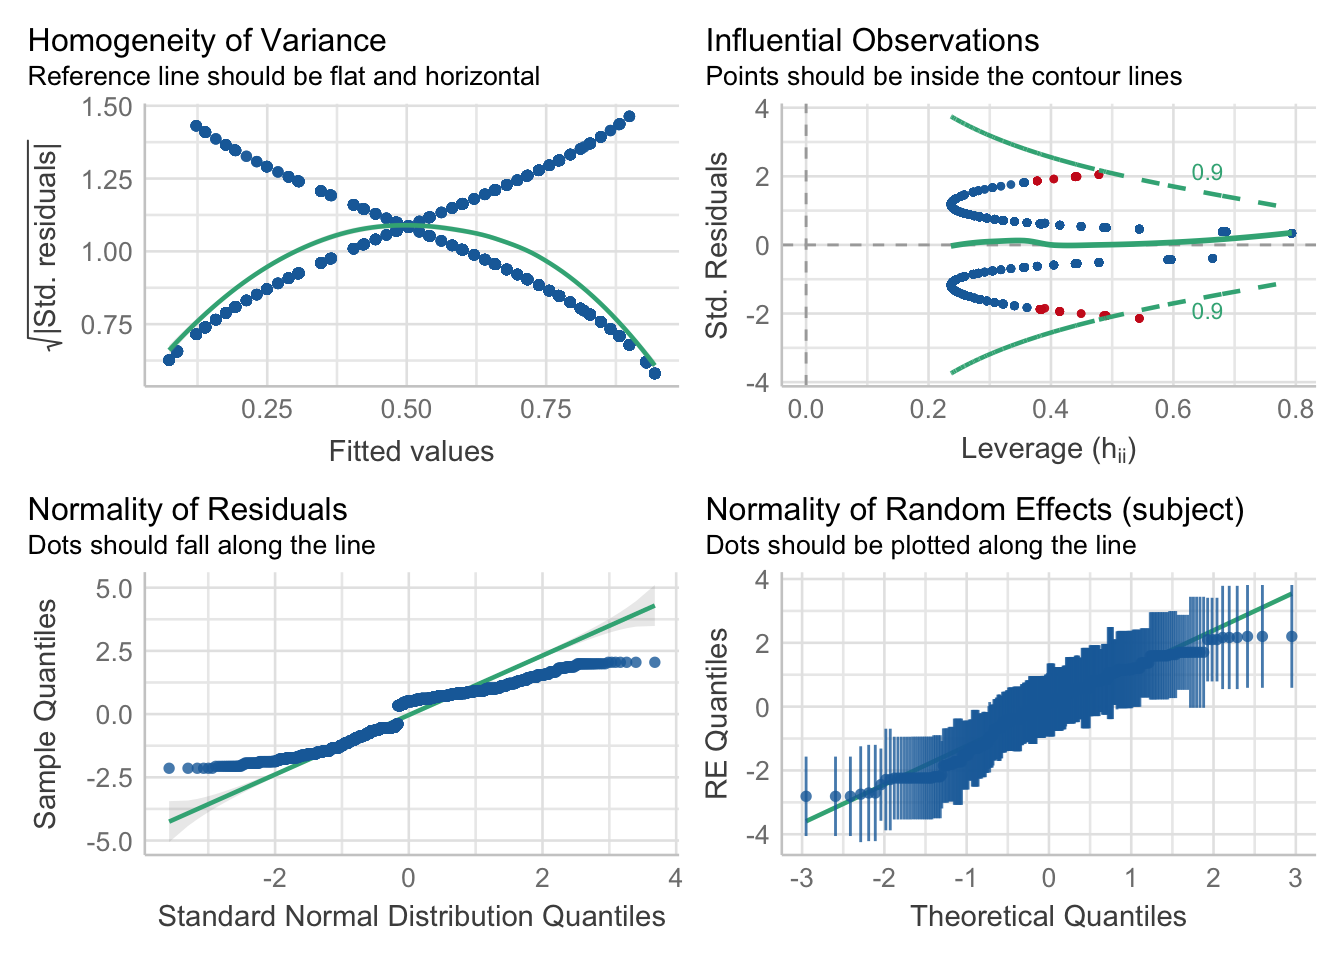 Homogeneity of Variance
Reference line should be flat and horizontal
1.50
1.25
1.00
0.75
√|Std. residuals|
0.25 0.50 0.75
Fitted values
Influential Observations
Points should be inside the contour lines
4
2
0
-2
-4
Std. Residuals
0.9
0.9
0.0 0.2 0.4 0.6 0.8
Leverage (hii)
Normality of Residuals
Dots should fall along the line
5.0
2.5
0.0
-2.5
-5.0
Sample Quantiles
-2 0 2 4
Standard Normal Distribution Quantiles
Normality of Random Effects (subject)
Dots should be plotted along the line
4
2
0
-2
-4
RE Quantiles
-3 -2 -1 0 1 2 3
Theoretical Quantiles